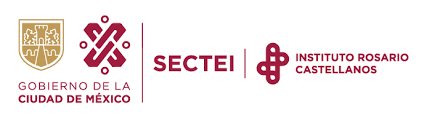 GOBIERNO DE LA
CIUDAD DE MÉXICO
SECTEI
INSTITUTO ROSARIO
CASTELLANOS